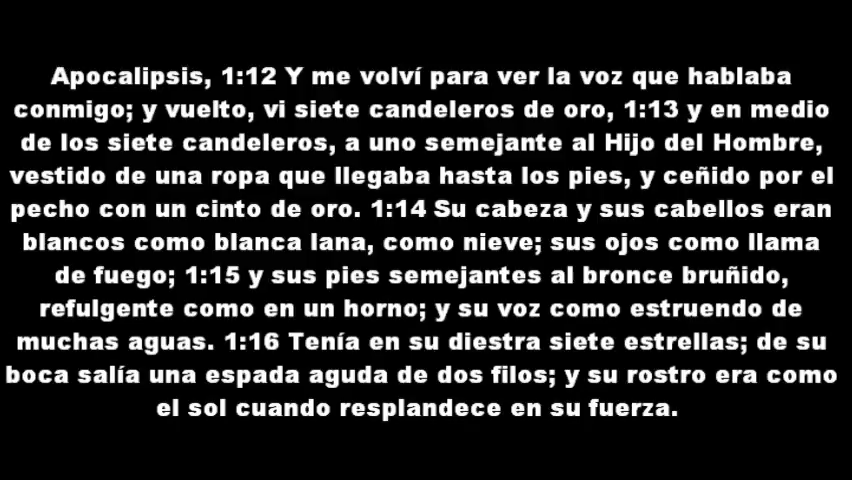 Apocalipsis, 1:12 Y me volví para ver la voz que hablaba
conmigo; y vuelto, vi siete candeleros de oro, 1:13 y en medio
de los siete candeleros, a uno semejante al Hijo del Hombre,
vestido de una ropa que llegaba hasta los pies, y ceñido por el
pecho con un cinto de oro. 1:14 Su cabeza y sus cabellos eran
blancos como blanca lana, como nieve; sus ojos como llama
de fuego; 1:15 y sus pies semejantes al bronce bruñido,
refulgente como en un horno; y su voz como estruendo de
muchas aguas. 1:16 Tenía en su diestra siete estrellas; de su
boca salía una espada aguda de dos filos; y su rostro era como
el sol cuando resplandece en su fuerza.